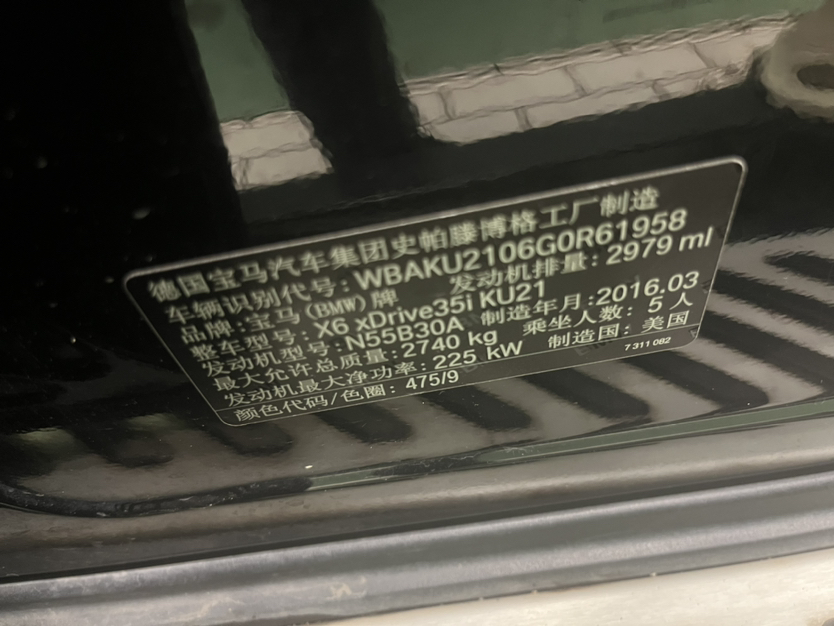 德国宝马汽车集团史帕滕博格工厂制造
车辆识别代号:WBAKU2106G0R61958
品牌:宝马(BMW)牌 发动机排量:2979 ml
整车型号:X6 xDrive35i KU21
发动机型号:N55B30A 制造年月:2016.03
最大允许总质量:2740 kg 乘坐人数:5 人
发动机最大净功率:225 kW 制造国:美国
颜色代码/色圈:475/9 7 311 082